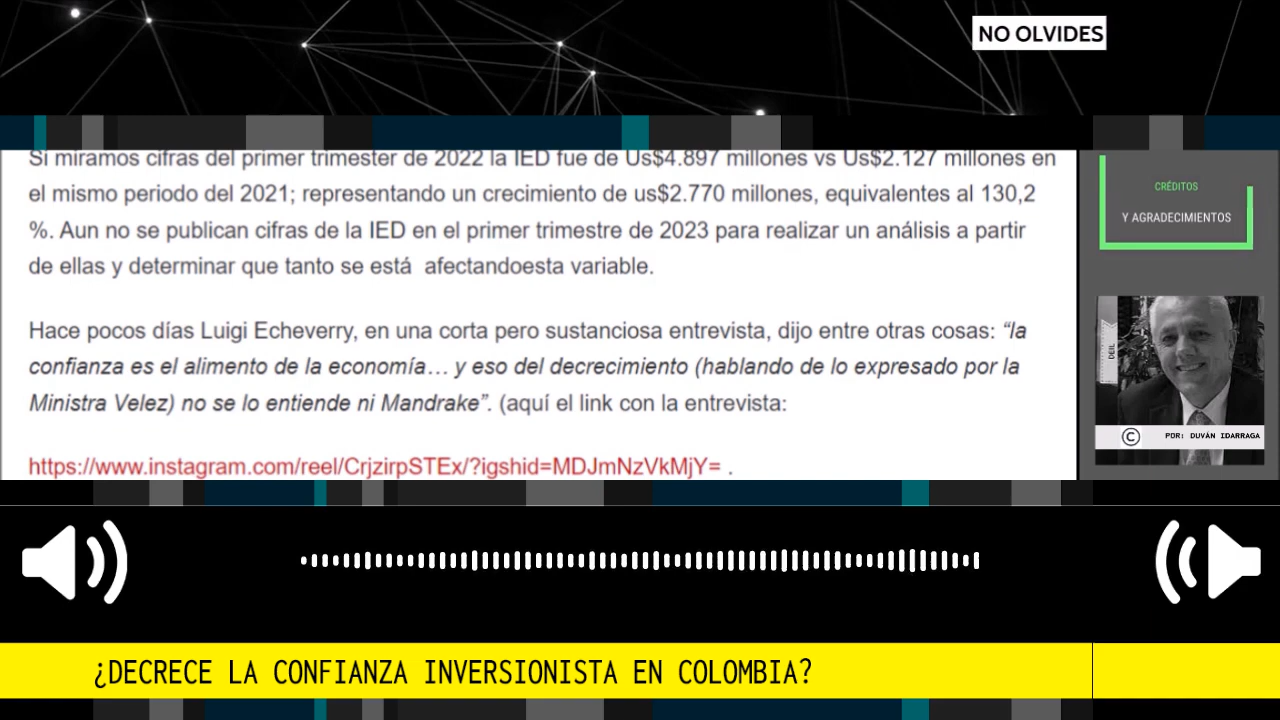 NO OLVIDES
Si miramos cifras del primer trimester de 2022 la IED fue de Us$4.897 millones vs Us$2.127 millones en
el mismo periodo del 2021; representando un crecimiento de us$2.770 millones, equivalentes al 130,2
%. Aun no se publican cifras de la IED en el primer trimestre de 2023 para realizar un análisis a partir
de ellas y determinar que tanto se está  afectandoesta variable.
Hace pocos días Luigi Echeverry, en una corta pero sustanciosa entrevista, dijo entre otras cosas: “la
confianza es el alimento de la economía… y eso del decrecimiento (hablando de lo expresado por la
Ministra Velez) no se lo entiende ni Mandrake”. (aquí el link con la entrevista:
https://www.instagram.com/reel/CrjzirpSTEx/?igshid=MDJmNzVkMjY= .
CRÉDITOS
Y AGRADECIMIENTOS
DEIL
© POR: DUVÁN IDARRAGA
¿DECRECE LA CONFIANZA INVERSIONISTA EN COLOMBIA?